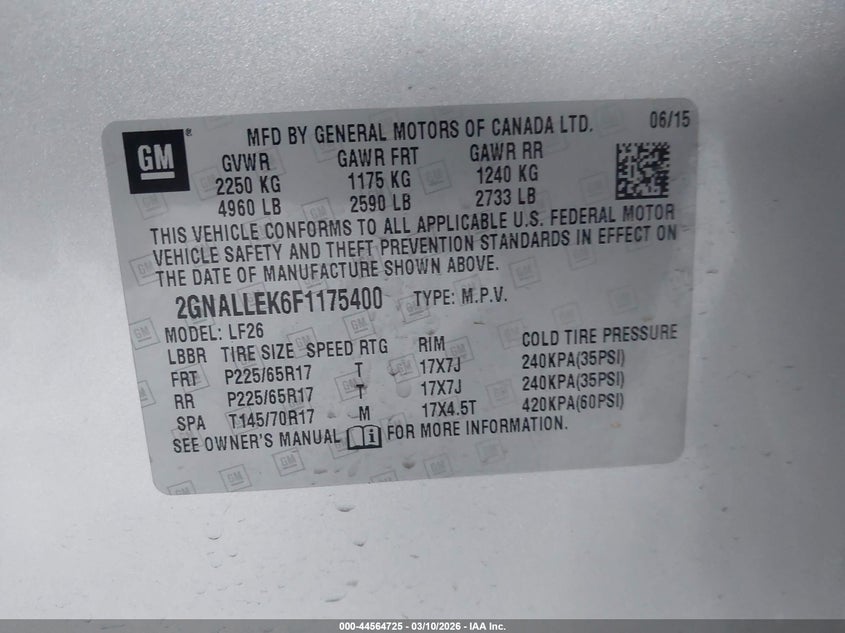 GM
®
MFD BY GENERAL MOTORS OF CANADA LTD. 06/15
GVWR GAWR FRT GAWR RR
2250 KG 1175 KG 1240 KG
4960 LB 2590 LB 2733 LB
THIS VEHICLE CONFORMS TO ALL APPLICABLE U.S. FEDERAL MOTOR
VEHICLE SAFETY AND THEFT PREVENTION STANDARDS IN EFFECT ON
THE DATE OF MANUFACTURE SHOWN ABOVE.
2GNALLEK6F1175400 TYPE: M.P.V.
MODEL: LF26
LBBR TIRE SIZE SPEED RTG RIM COLD TIRE PRESSURE
FRT P225/65R17 T 17X7J 240KPA(35PSI)
RR P225/65R17 T 17X7J 240KPA(35PSI)
SPA T145/70R17 M 17X4.5T 420KPA(60PSI)
SEE OWNER'S MANUAL FOR MORE INFORMATION.
000-44564725 — 03/10/2026 — IAA Inc.